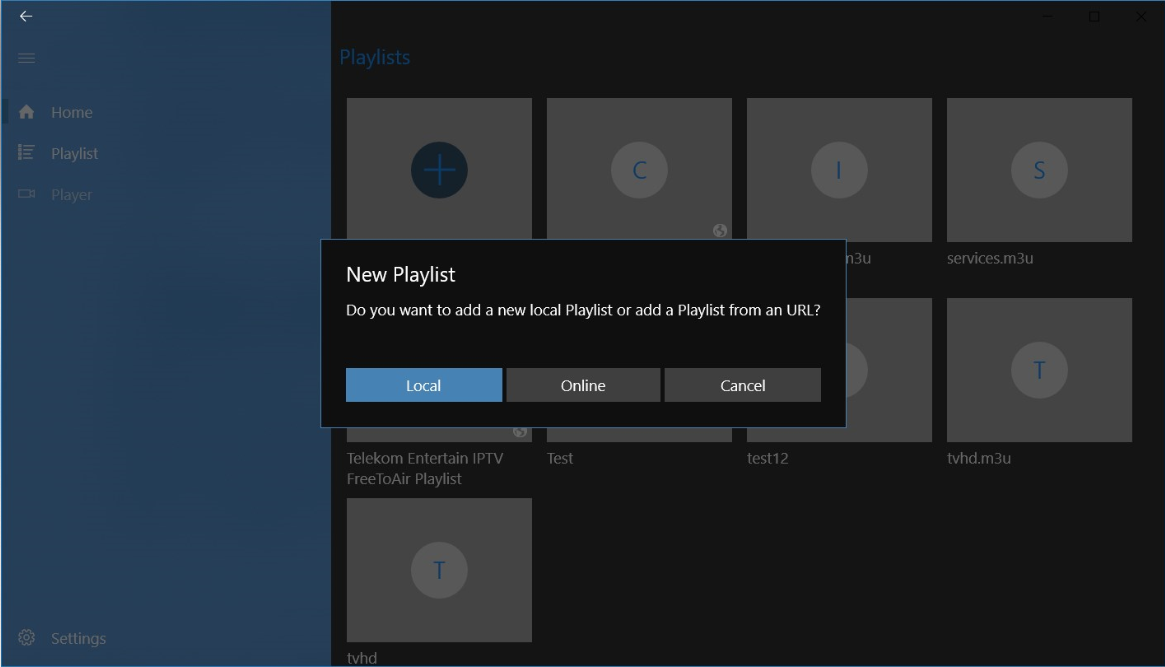 Playlists
Home
Playlist
Player
C
I
S
m3u
services.m3u
New Playlist
Do you want to add a new local Playlist or add a Playlist from an URL?
Local
Online
Cancel
T
Telekom Entertain IPTV
FreeToAir Playlist
Test
test12
tvhd.m3u
T
tvhd
Settings